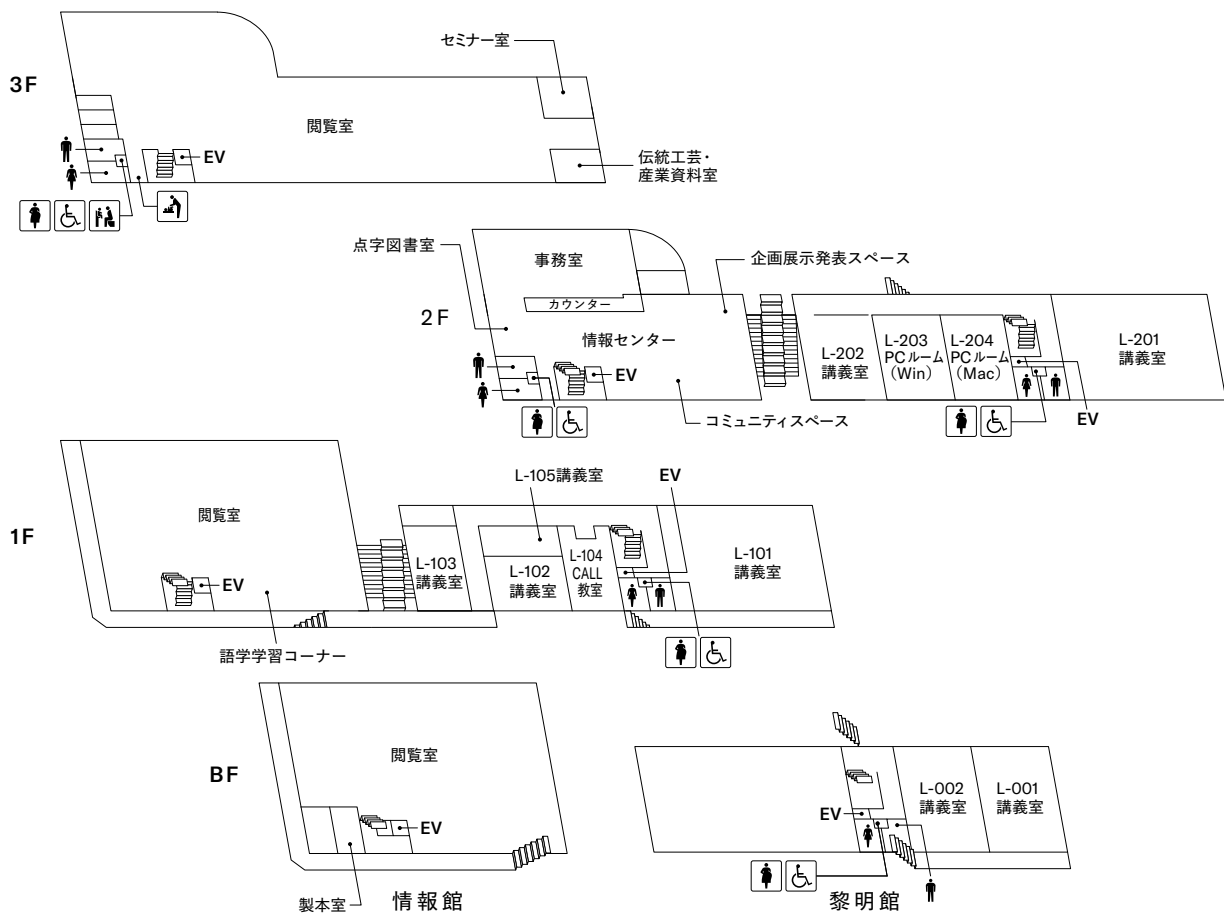 3F
セミナー室
閲覧室
EV
伝統工芸・
産業資料室
2F
点字図書室
事務室
カウンター
企画展示発表スペース
情報センター
EV
コミュニティスペース
L-202
講義室
L-203
PCルーム
(Win)
L-204
PCルーム
(Mac)
L-201
講義室
EV
1F
閲覧室
EV
語学学習コーナー
L-105講義室
EV
L-103
講義室
L-102
講義室
L-104
CALL
教室
L-101
講義室
BF
閲覧室
EV
製本室
情報館
L-002
講義室
L-001
講義室
EV
黎明館